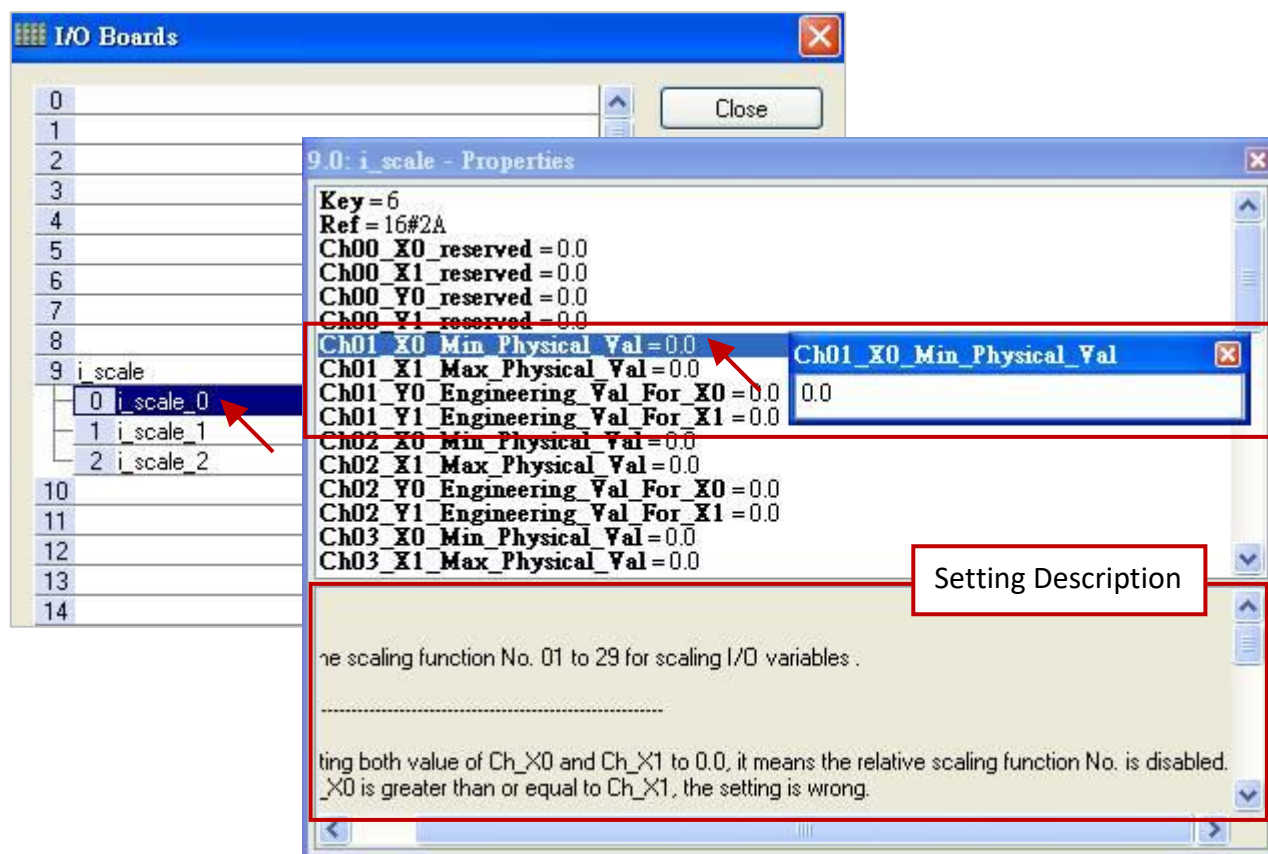 I/O Boards
0
1
2
3
4
5
6
7
8
9 i_scale
0 i_scale_0
1 i_scale_1
2 i_scale_2
10
11
12
13
14
Close
9.0: i_scale - Properties
Key = 6
Ref = 16#2A
Ch00_X0_reserved = 0.0
Ch00_X1_reserved = 0.0
Ch00_Y0_reserved = 0.0
Ch00_Y1_reserved = 0.0
Ch01_X0_Min_Physical_Val = 0.0
Ch01_X1_Max_Physical_Val = 0.0
Ch01_Y0_Engineering_Val_For_X0 = 0.0
Ch01_Y1_Engineering_Val_For_X1 = 0.0
Ch02_X0_Min_Physical_Val = 0.0
Ch02_X1_Max_Physical_Val = 0.0
Ch02_Y0_Engineering_Val_For_X0 = 0.0
Ch02_Y1_Engineering_Val_For_X1 = 0.0
Ch03_X0_Min_Physical_Val = 0.0
Ch03_X1_Max_Physical_Val = 0.0
Ch01_X0_Min_Physical_Val
0.0
Setting Description
he scaling function No. 01 to 29 for scaling I/O variables .
---------------------------------------------------------
ting both value of Ch_X0 and Ch_X1 to 0.0, it means the relative scaling function No. is disabled.
_X0 is greater than or equal to Ch_X1, the setting is wrong.